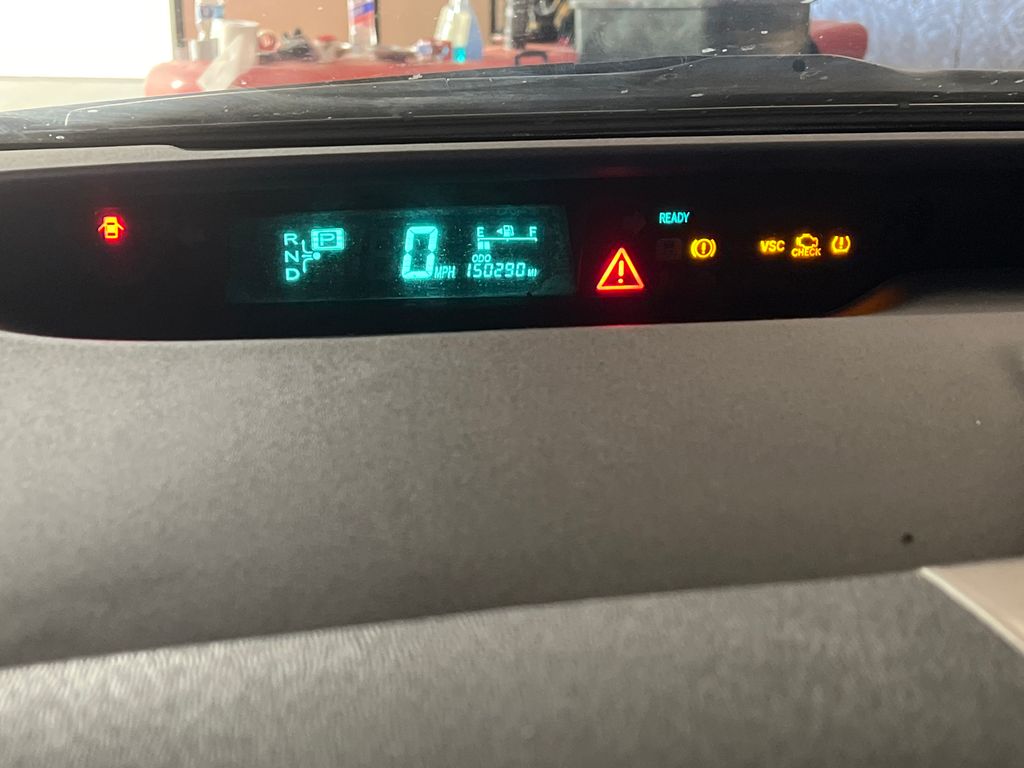 R P
N
D
0 MPH
E F
ODO
150290 MI
READY
VSC
CHECK